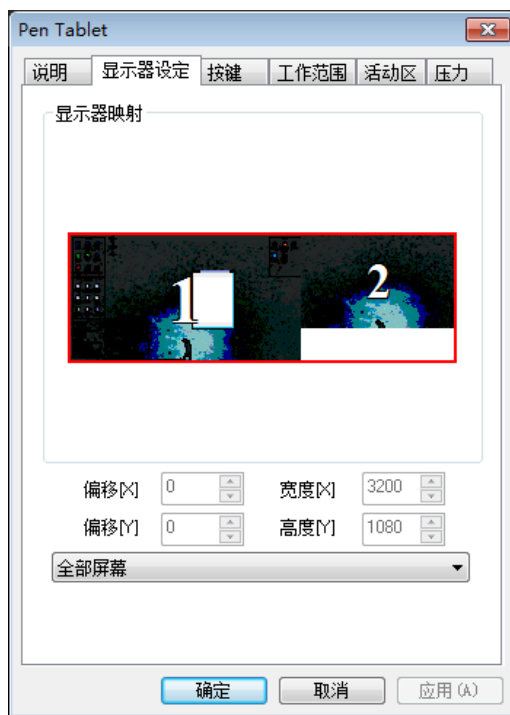 Pen Tablet
说明 显示器设定 按键 工作范围 活动区 压力
显示器映射
1 2
偏移[X] 0 宽度[X] 3200
偏移[Y] 0 高度[Y] 1080
全部屏幕
确定 取消 应用(A)